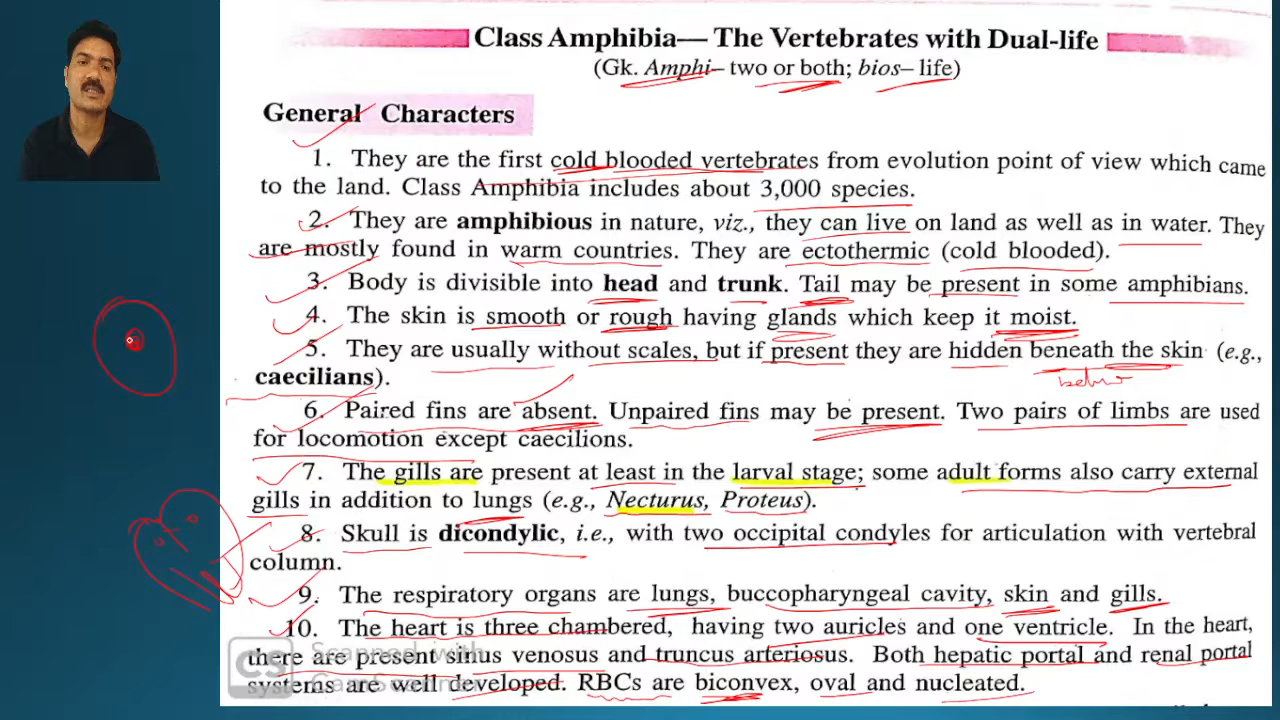 Class Amphibia— The Vertebrates with Dual-life
(Gk. Amphi– two or both; bios– life)
General Characters
1. They are the first cold blooded vertebrates from evolution point of view which came
to the land. Class Amphibia includes about 3,000 species.
2. They are amphibious in nature, viz., they can live on land as well as in water. They
are mostly found in warm countries. They are ectothermic (cold blooded).
3. Body is divisible into head and trunk. Tail may be present in some amphibians.
4. The skin is smooth or rough having glands which keep it moist.
5. They are usually without scales, but if present they are hidden beneath the skin (e.g.,
caecilians).
6. Paired fins are absent. Unpaired fins may be present. Two pairs of limbs are used
for locomotion except caecilions.
7. The gills are present at least in the larval stage; some adult forms also carry external
gills in addition to lungs (e.g., Necturus, Proteus).
8. Skull is dicondylic, i.e., with two occipital condyles for articulation with vertebral
column.
9. The respiratory organs are lungs, buccopharyngeal cavity, skin and gills.
10. The heart is three chambered, having two auricles and one ventricle. In the heart,
there are present sinus venosus and truncus arteriosus. Both hepatic portal and renal portal
systems are well developed. RBCs are biconvex, oval and nucleated.
CS Scanned with
CamScanner